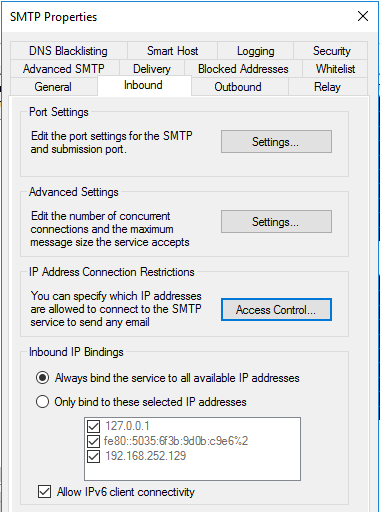 SMTP Properties
DNS Blacklisting
Smart Host
Logging
Security
Advanced SMTP
Delivery
Blocked Addresses
Whitelist
General
Inbound
Outbound
Relay
Port Settings
Edit the port settings for the SMTP
and submission port.
Settings...
Advanced Settings
Edit the number of concurrent
connections and the maximum
message size the service accepts
Settings...
IP Address Connection Restrictions
You can specify which IP addresses
are allowed to connect to the SMTP
service to send any email
Access Control...
Inbound IP Bindings
Always bind the service to all available IP addresses
Only bind to these selected IP addresses
127.0.0.1
fe80::5035:6f3b:9d0b:c9e6%2
192.168.252.129
Allow IPv6 client connectivity